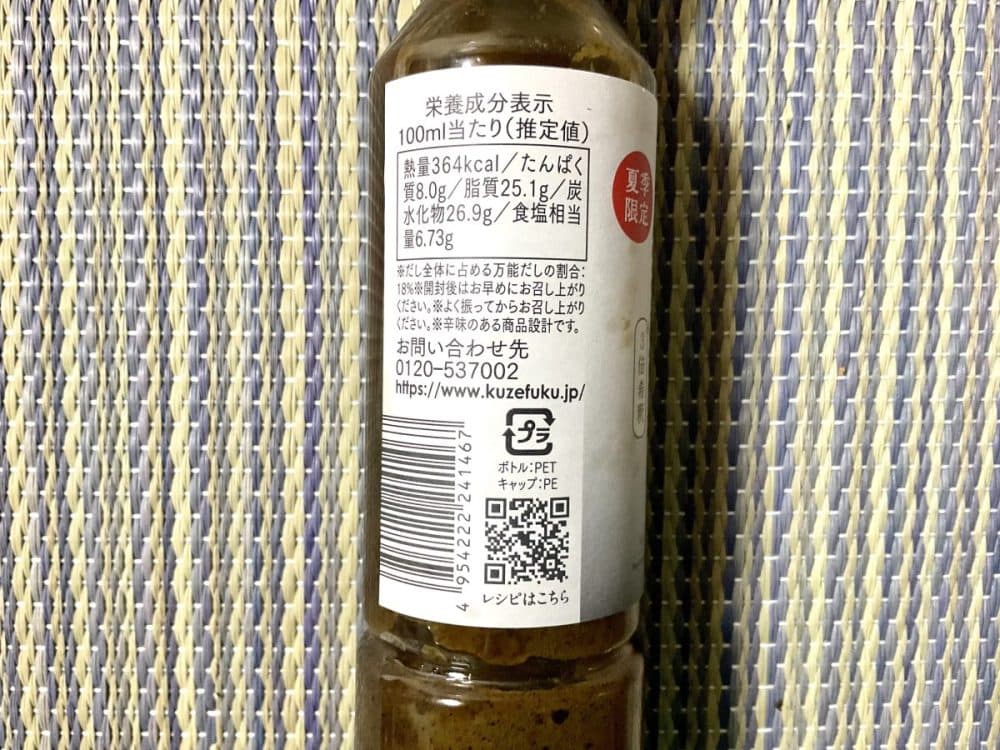 栄養成分表示
100ml当たり(推定値)
熱量364kcal/たんぱく
質8.0g/脂質25.1g/炭
水化物26.9g/食塩相当
量6.73g
※だし全体に占める万能だしの割合:
18%※開封後はお早めにお召し上がり
ください。※よく振ってからお召し上がり
ください。※辛味のある商品設計です。
お問い合わせ先
0120-537002
https://www.kuzefuku.jp/
プラ
ボトル:PET
キャップ:PE
4 954222 241467
レシピはこちら
夏季
限定